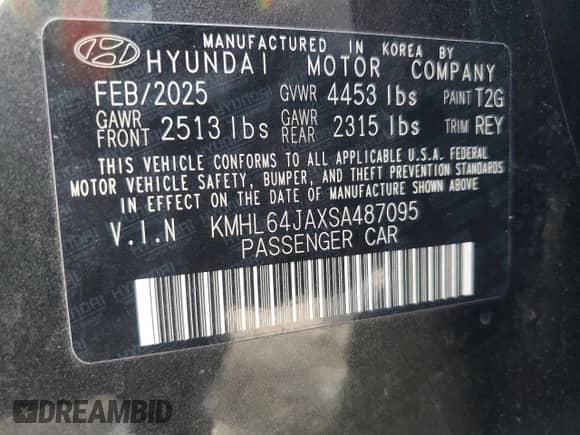 MANUFACTURED IN KOREA BY
HYUNDAI MOTOR COMPANY
FEB/2025 GVWR 4453 lbs PAINT T2G
GAWR FRONT 2513 lbs GAWR REAR 2315 lbs TRIM REY
THIS VEHICLE CONFORMS TO ALL APPLICABLE U.S.A. FEDERAL
MOTOR VEHICLE SAFETY, BUMPER, AND THEFT PREVENTION STANDARDS
IN EFFECT ON THE DATE OF MANUFACTURE SHOWN ABOVE
V.I.N KMHL64JAXSA487095
PASSENGER CAR
DREAMBID